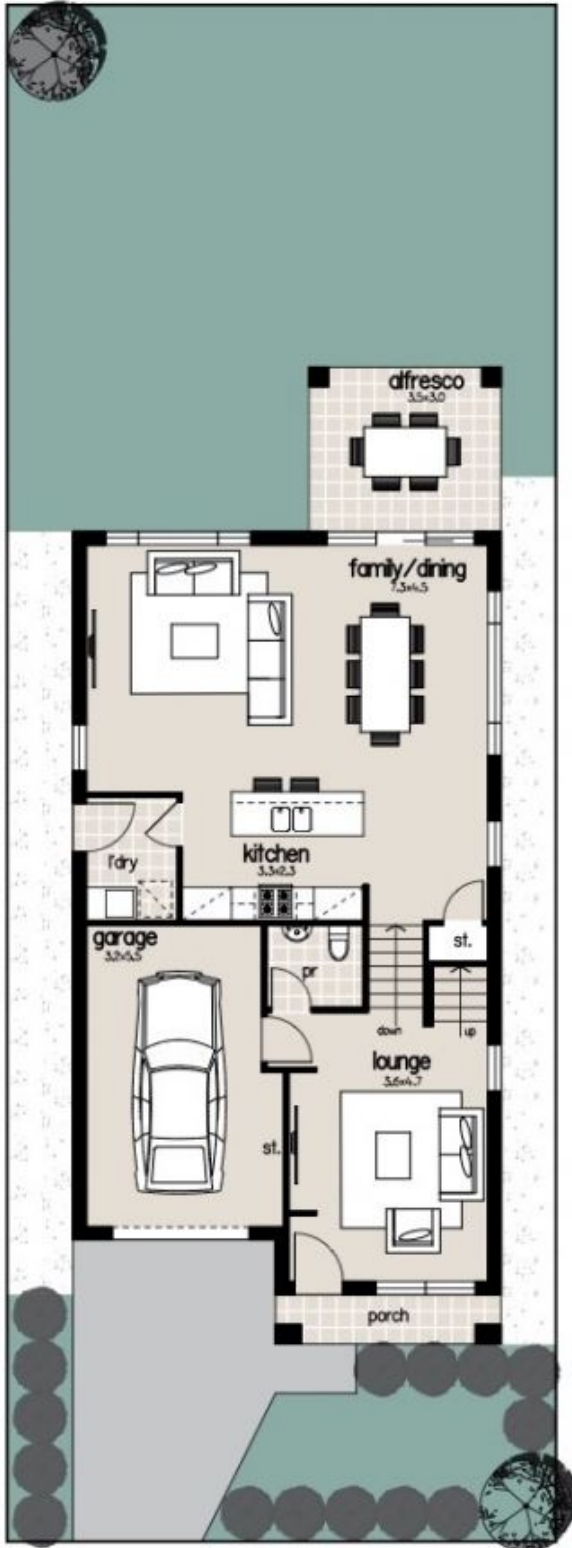 alfresco
3.5x3.0
family/dining
7.3x4.5
l'dry
kitchen
3.3x2.3
garage
3.2x5.5
pr
st.
down
up
lounge
3.6x4.7
st.
porch